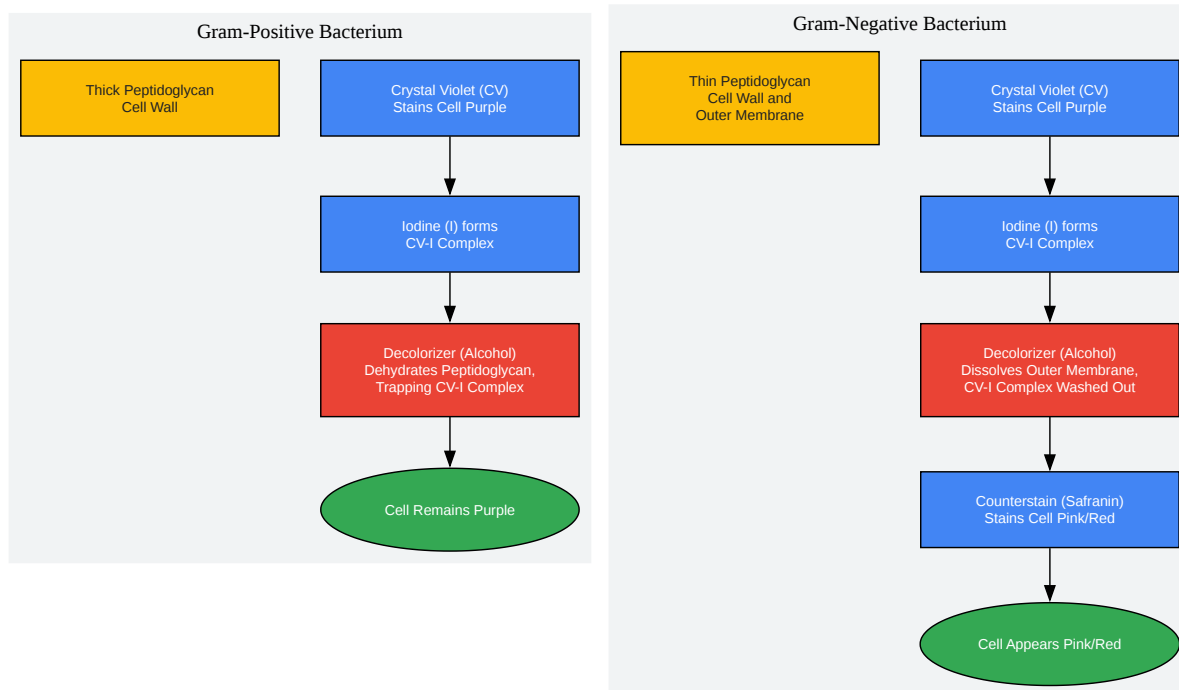 Gram-Positive Bacterium
Thick Peptidoglycan
Cell Wall
Crystal Violet (CV)
Stains Cell Purple
Iodine (I) forms
CV-I Complex
Decolorizer (Alcohol)
Dehydrates Peptidoglycan,
Trapping CV-I Complex
Cell Remains Purple
Gram-Negative Bacterium
Thin Peptidoglycan
Cell Wall and
Outer Membrane
Crystal Violet (CV)
Stains Cell Purple
Iodine (I) forms
CV-I Complex
Decolorizer (Alcohol)
Dissolves Outer Membrane,
CV-I Complex Washed Out
Counterstain (Safranin)
Stains Cell Pink/Red
Cell Appears Pink/Red